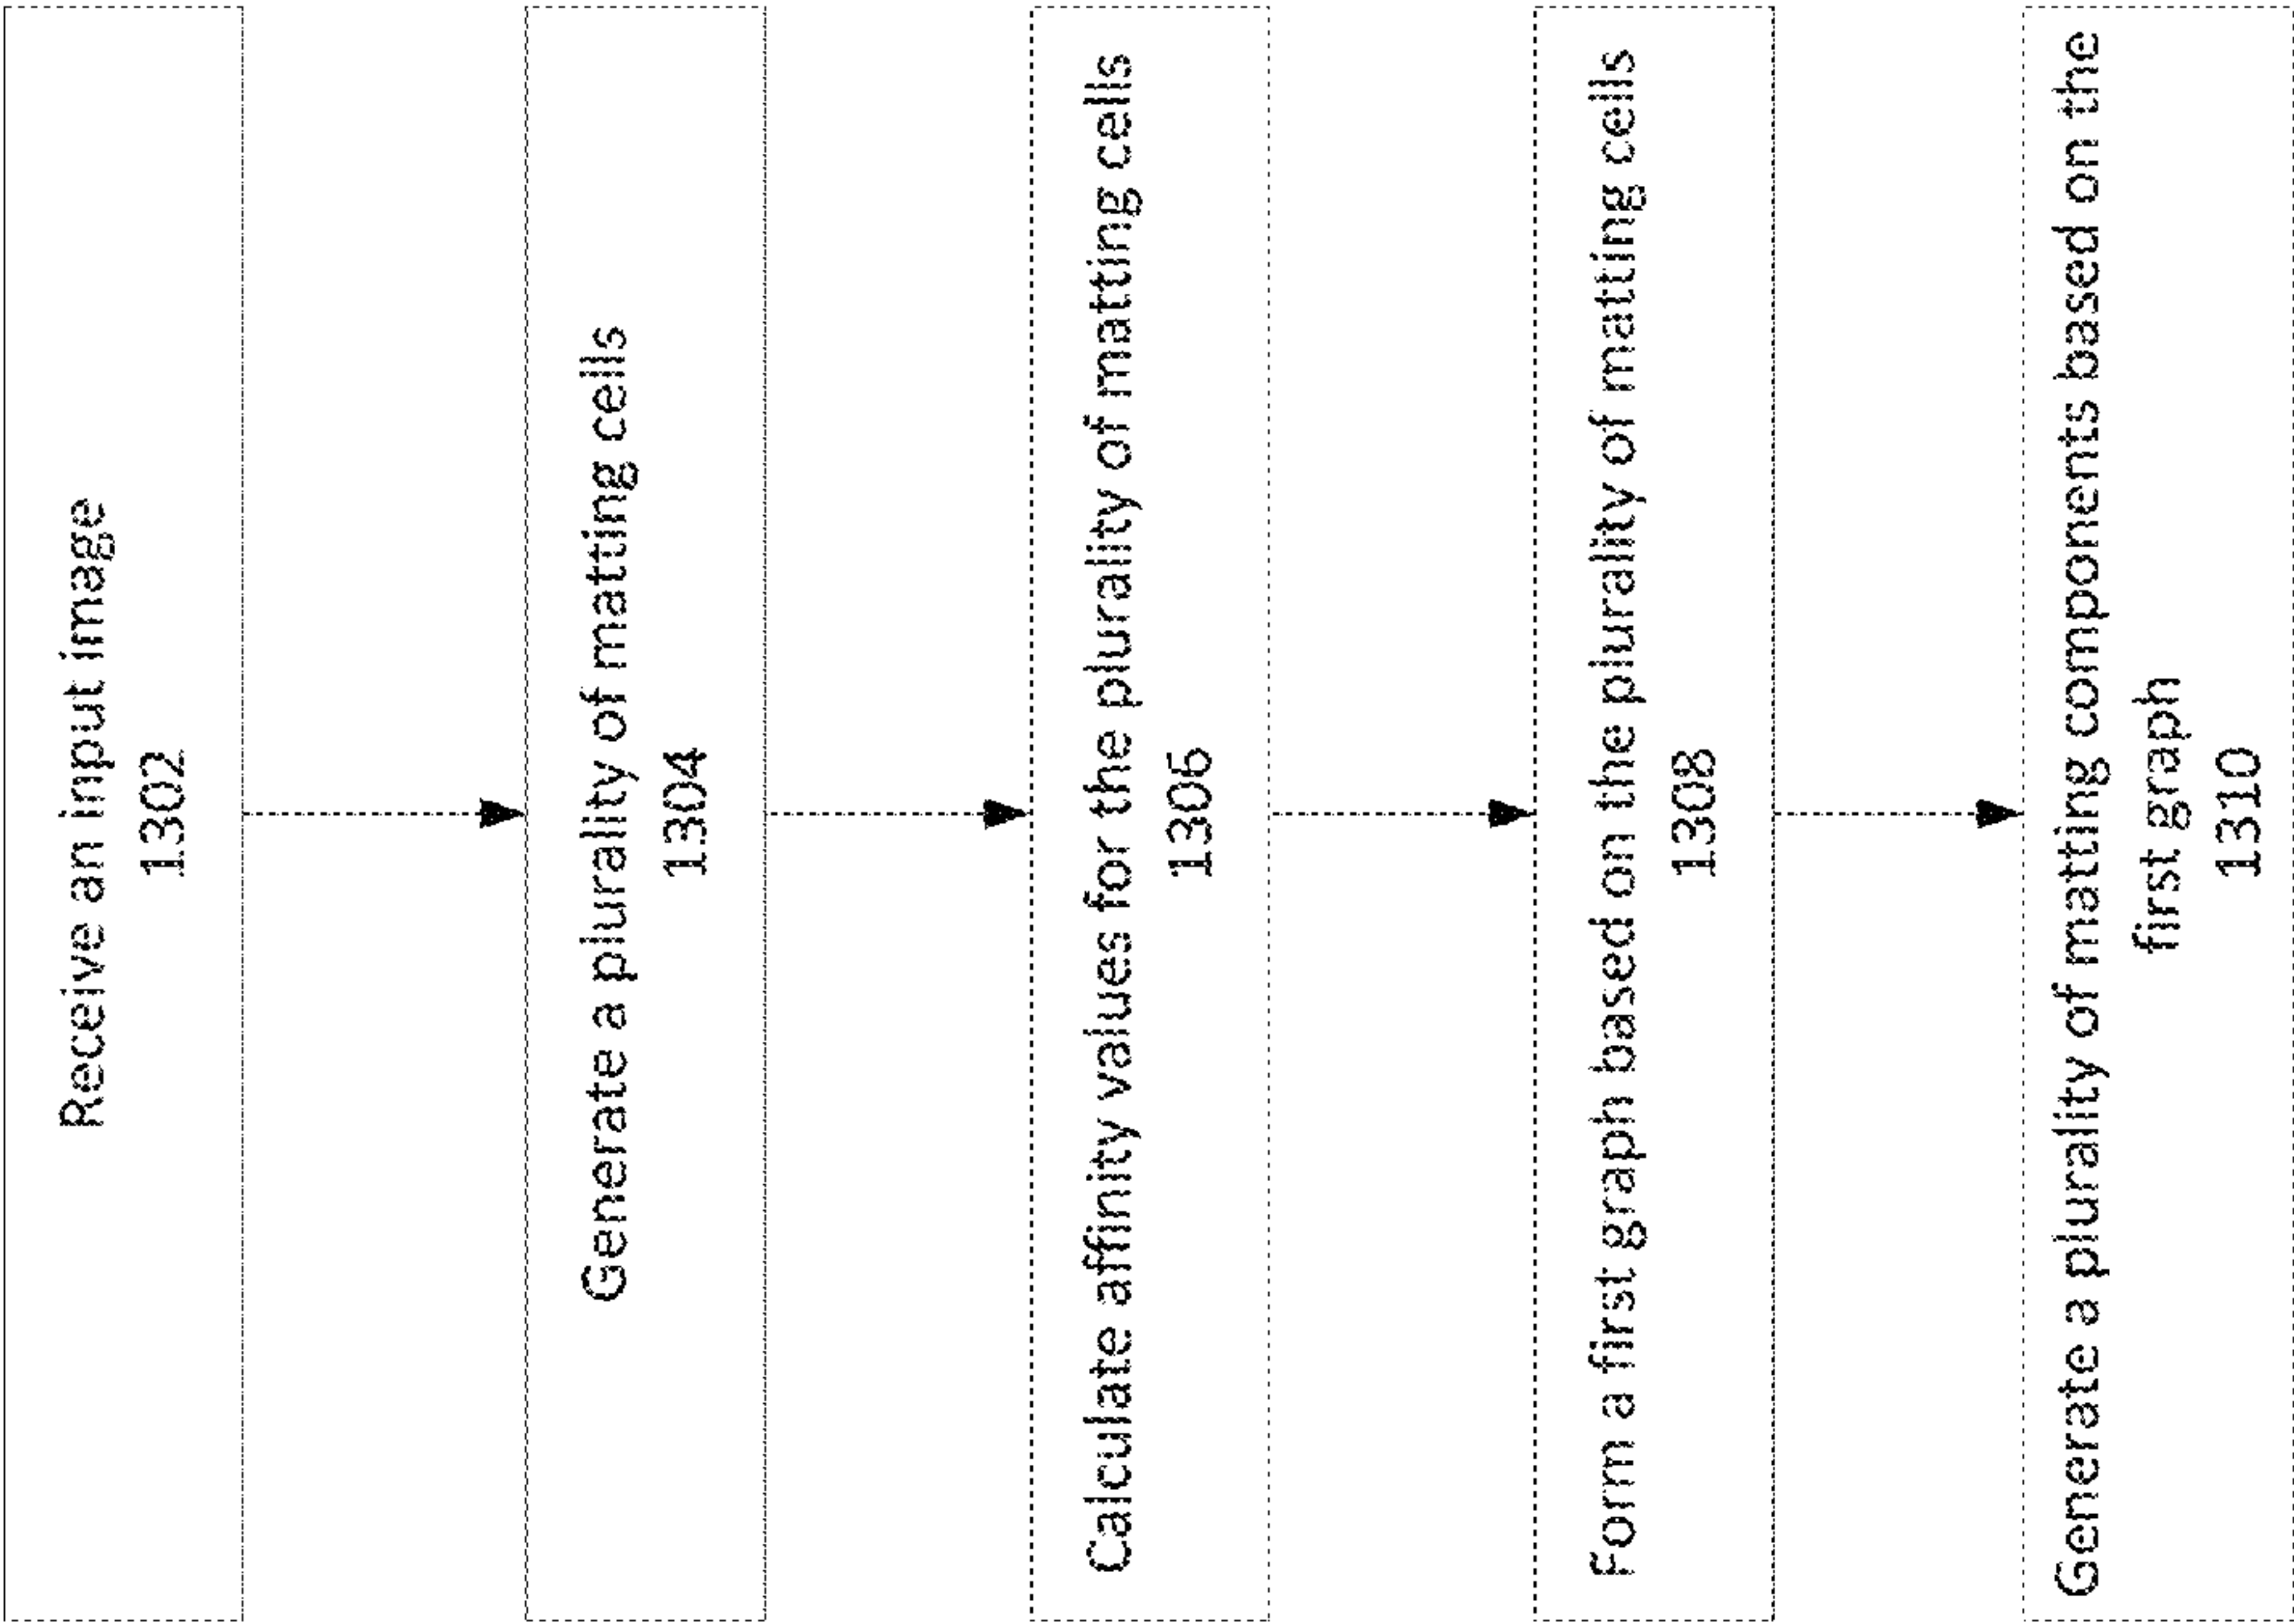 Receive an input image
1302
Generate a plurality of matting cells
1304
Calculate affinity values for the plurality of matting cells
1306
Form a first graph based on the plurality of matting cells
1308
Generate a plurality of matting components based on the
first graph
1310